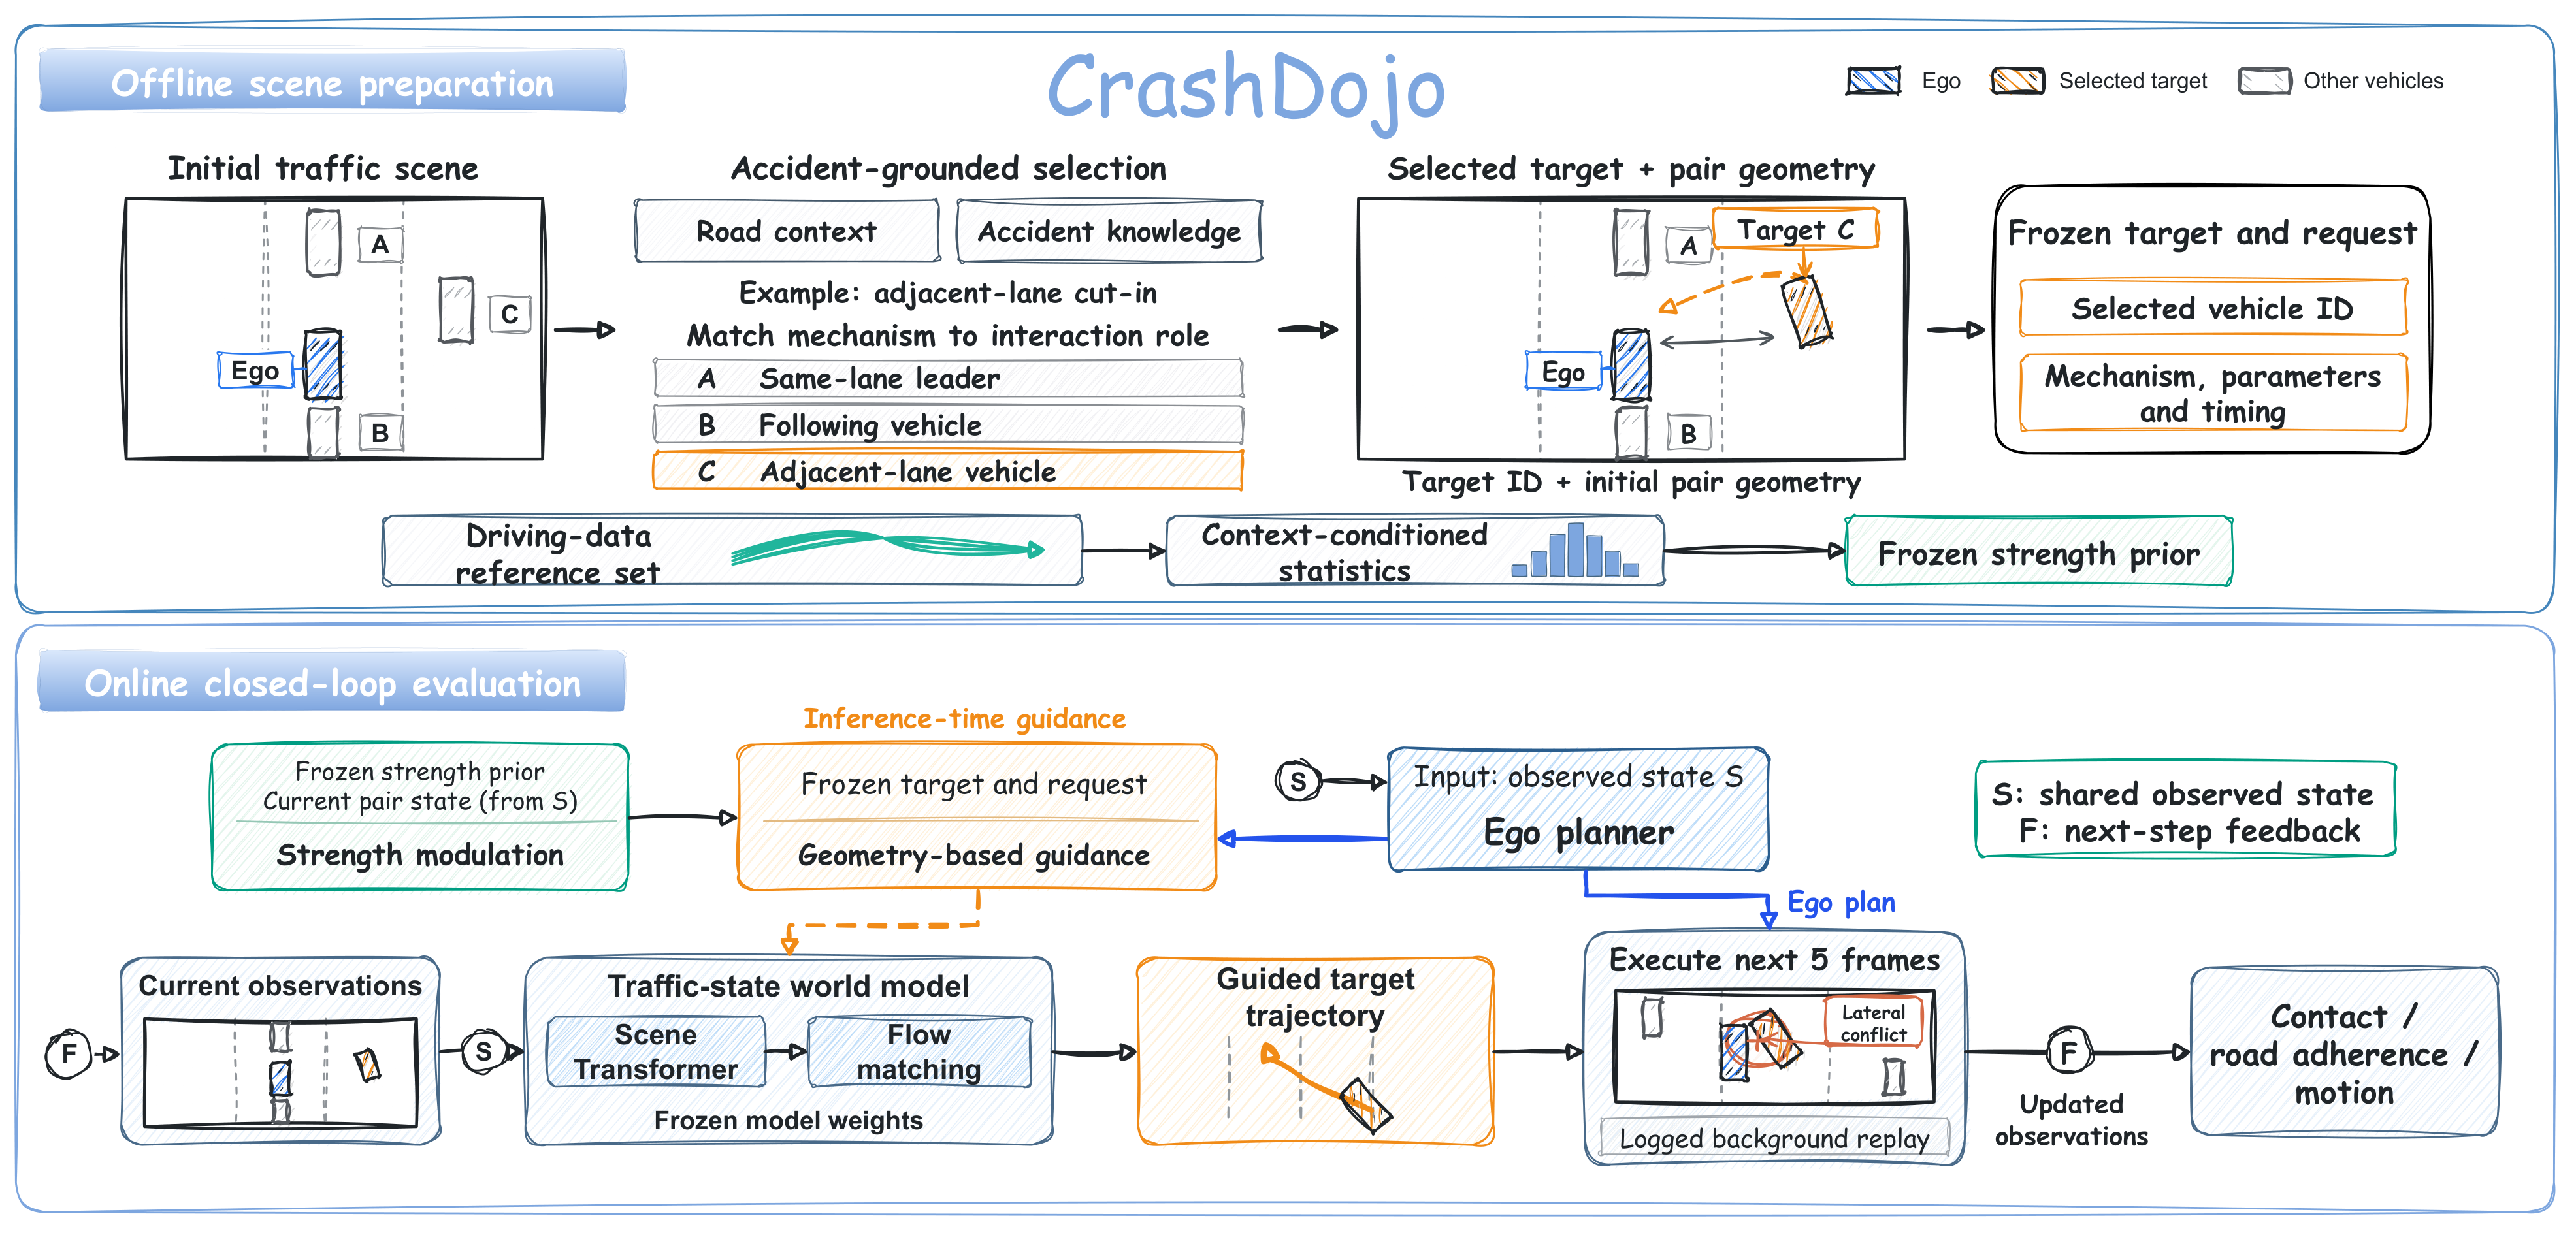 Offline scene preparation
CrashDojo
Ego
Selected target
Other vehicles
Initial traffic scene
A
C
Ego
B
Accident-grounded selection
Road context
Accident knowledge
Example: adjacent-lane cut-in
Match mechanism to interaction role
A Same-lane leader
B Following vehicle
C Adjacent-lane vehicle
Selected target + pair geometry
A
Target C
Ego
B
Target ID + initial pair geometry
Frozen target and request
Selected vehicle ID
Mechanism, parameters
and timing
Driving-data
reference set
Context-conditioned
statistics
Frozen strength prior
Online closed-loop evaluation
Frozen strength prior
Current pair state (from S)
Strength modulation
Inference-time guidance
Frozen target and request
Geometry-based guidance
S
Input: observed state S
Ego planner
S: shared observed state
F: next-step feedback
Ego plan
F
Current observations
S
Traffic-state world model
Scene
Transformer
Flow
matching
Frozen model weights
Guided target
trajectory
Execute next 5 frames
Lateral
conflict
Logged background replay
F
Updated
observations
Contact /
road adherence /
motion